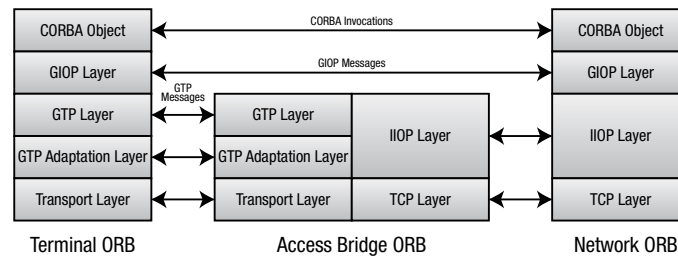 CORBA Object
CORBA Invocations
CORBA Object
GIOP Layer
GIOP Messages
GIOP Layer
GTP Layer
GTP
Messages
GTP Layer
IIOP Layer
IIOP Layer
GTP Adaptation Layer
GTP Adaptation Layer
Transport Layer
Transport Layer
TCP Layer
TCP Layer
Terminal ORB
Access Bridge ORB
Network ORB